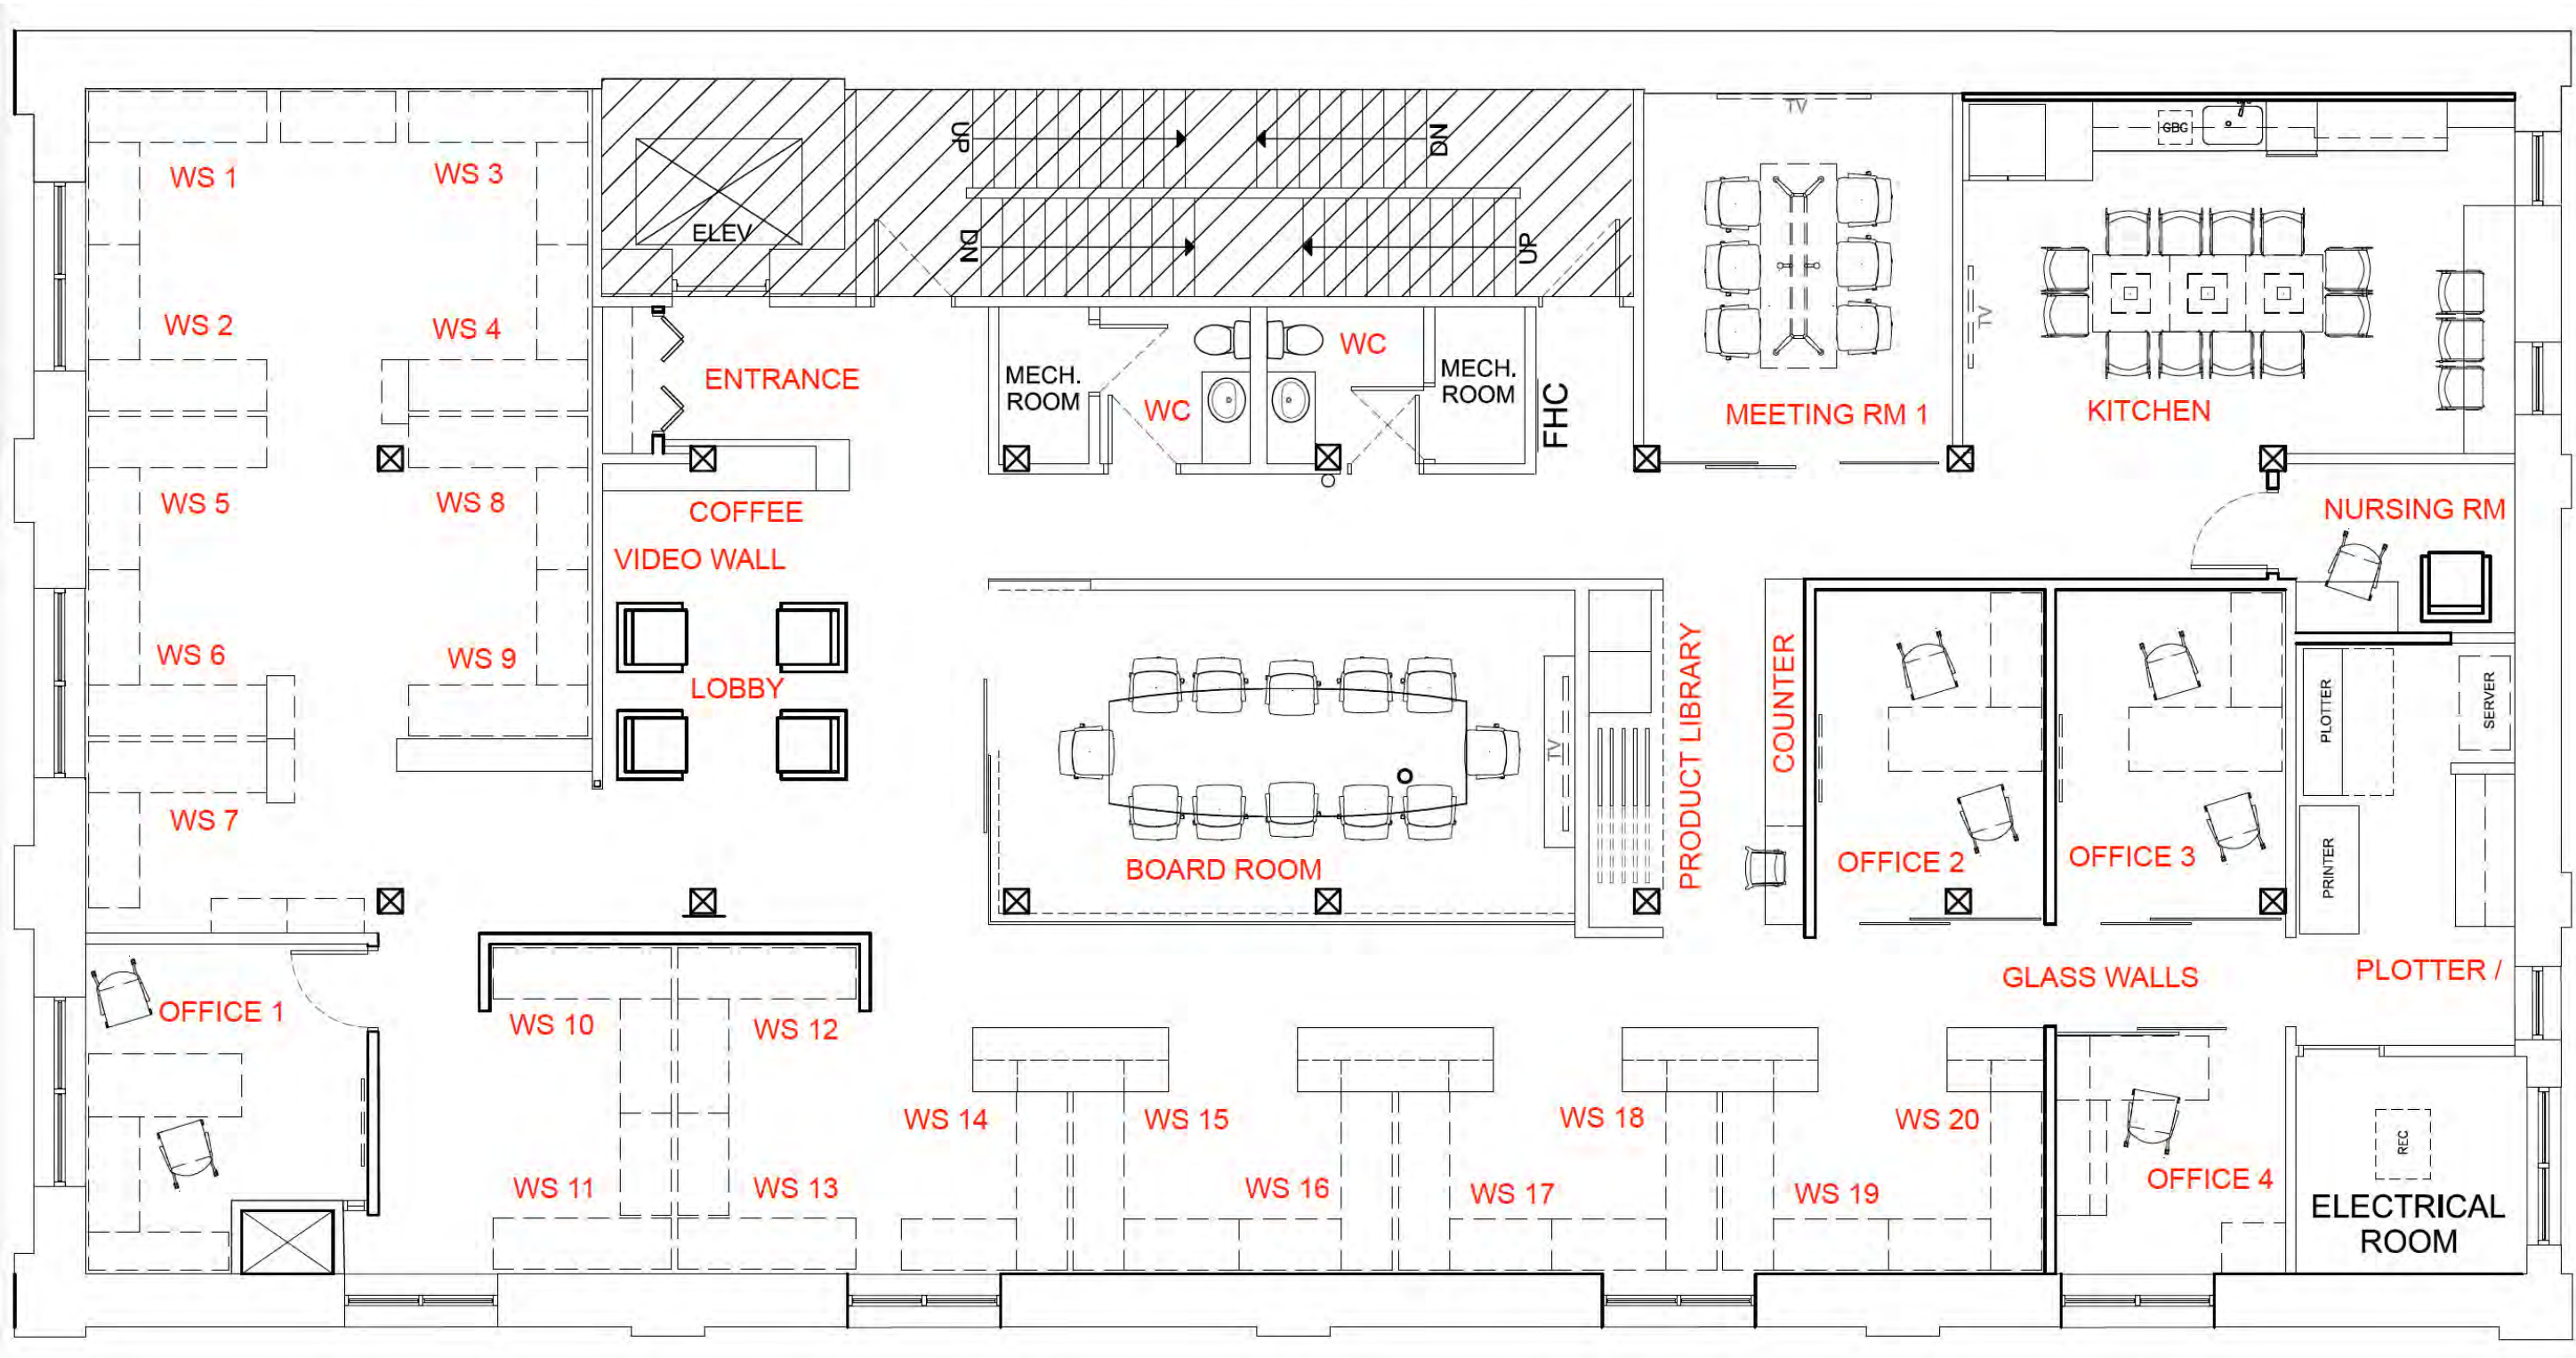 TV
UP
DN
GBG
WS 1
WS 3
ELEV
DN
UP
WS 2
WS 4
TV
WC
ENTRANCE
MECH.
ROOM
MECH.
ROOM
WC
FHC
MEETING RM 1
KITCHEN
WS 5
WS 8
COFFEE
NURSING RM
VIDEO WALL
WS 6
WS 9
LOBBY
TV
PRODUCT LIBRARY
COUNTER
PLOTTER
SERVER
WS 7
BOARD ROOM
OFFICE 2
OFFICE 3
PRINTER
GLASS WALLS
PLOTTER /
OFFICE 1
WS 10
WS 12
WS 14
WS 15
WS 18
WS 20
REC
WS 11
WS 13
WS 16
WS 17
WS 19
OFFICE 4
ELECTRICAL
ROOM